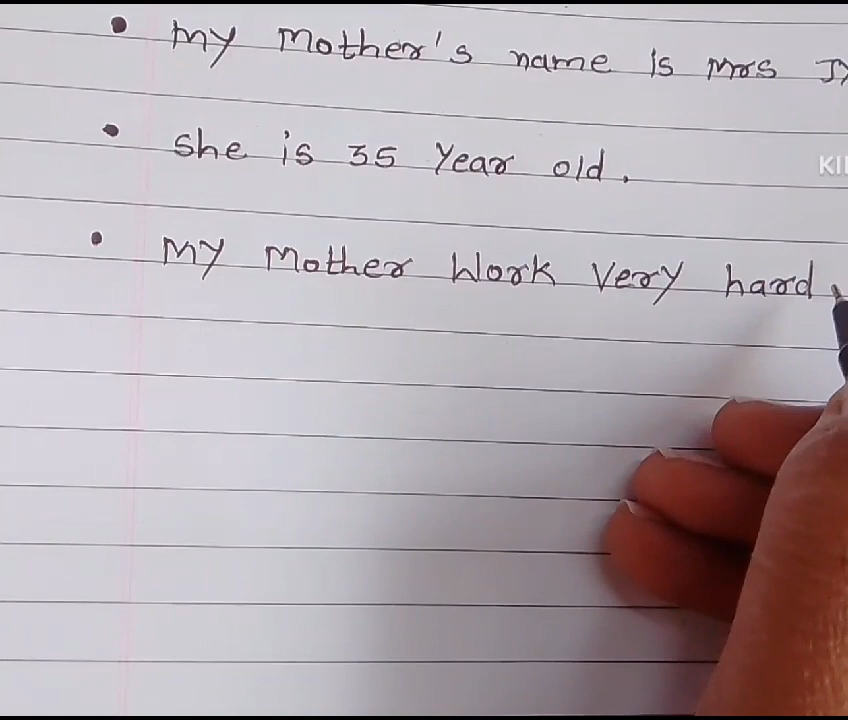 • My Mother's name is Mrs
• She is 35 Year old.
• My Mother Work Very hard.